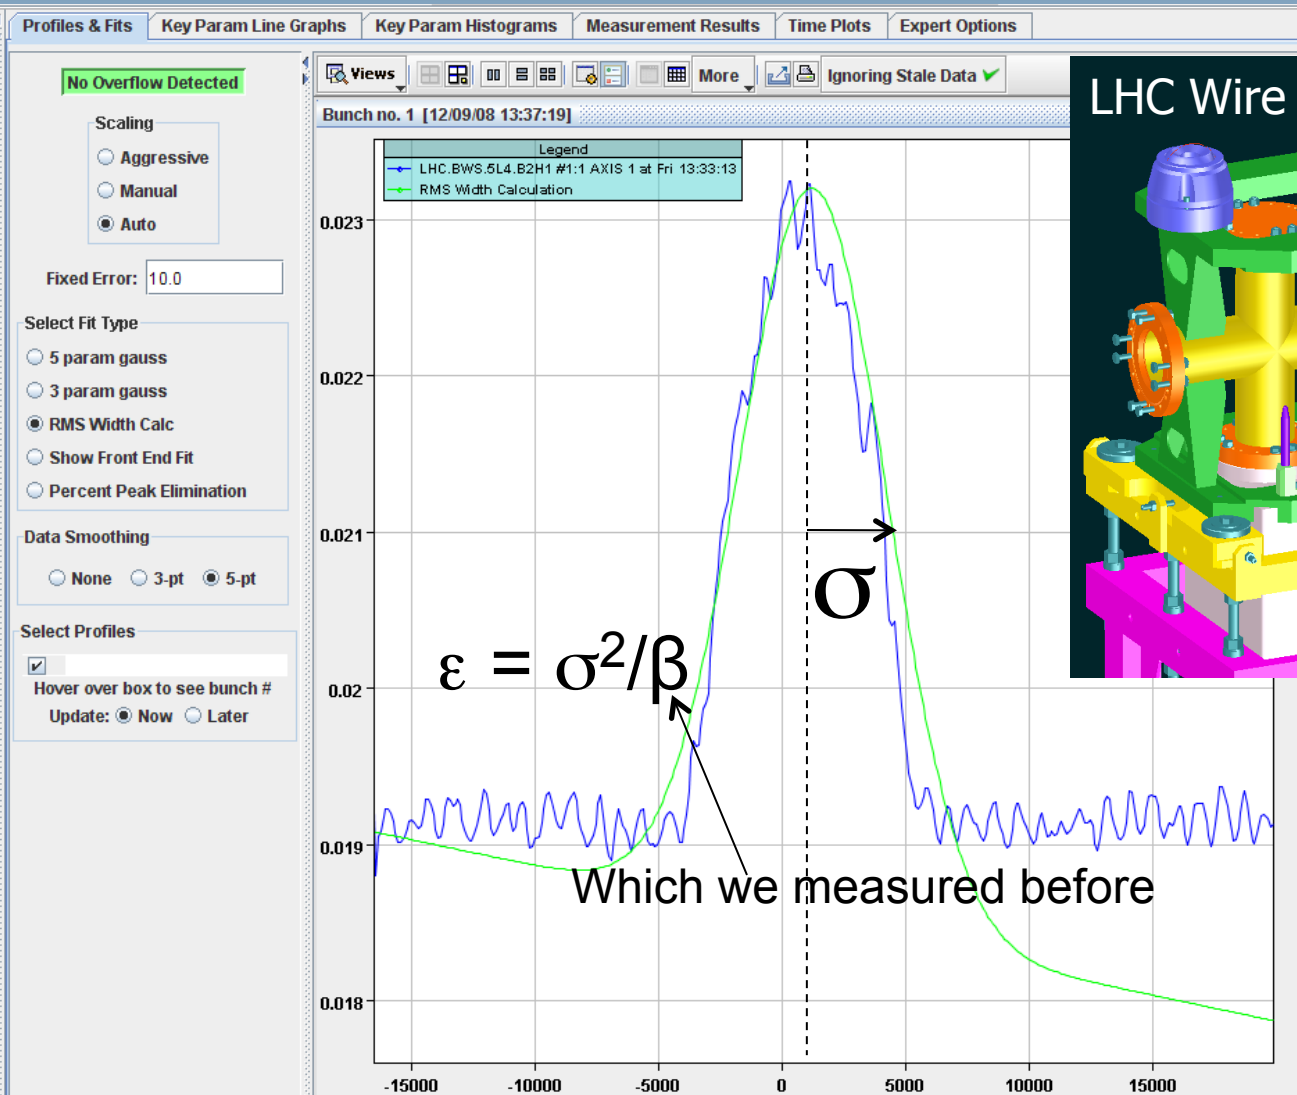 Profiles & Fits
Key Param Line Graphs
Key Param Histograms
Measurement Results
Time Plots
Expert Options
No Overflow Detected
Scaling
Aggressive
Manual
Auto
Fixed Error: 10.0
Select Fit Type
5 param gauss
3 param gauss
RMS Width Calc
Show Front End Fit
Percent Peak Elimination
Data Smoothing
None 3-pt 5-pt
Select Profiles
Hover over box to see bunch #
Update: Now Later
Views
More
Ignoring Stale Data
Bunch no. 1 [12/09/08 13:37:19]
Legend
LHC.BWS.5L4.B2H1 #1:1 AXIS 1 at Fri 13:33:13
RMS Width Calculation
LHC Wire
0.023
0.022
0.021
0.02
0.019
0.018
σ
ε = σ²/β
Which we measured before
-15000 -10000 -5000 0 5000 10000 15000